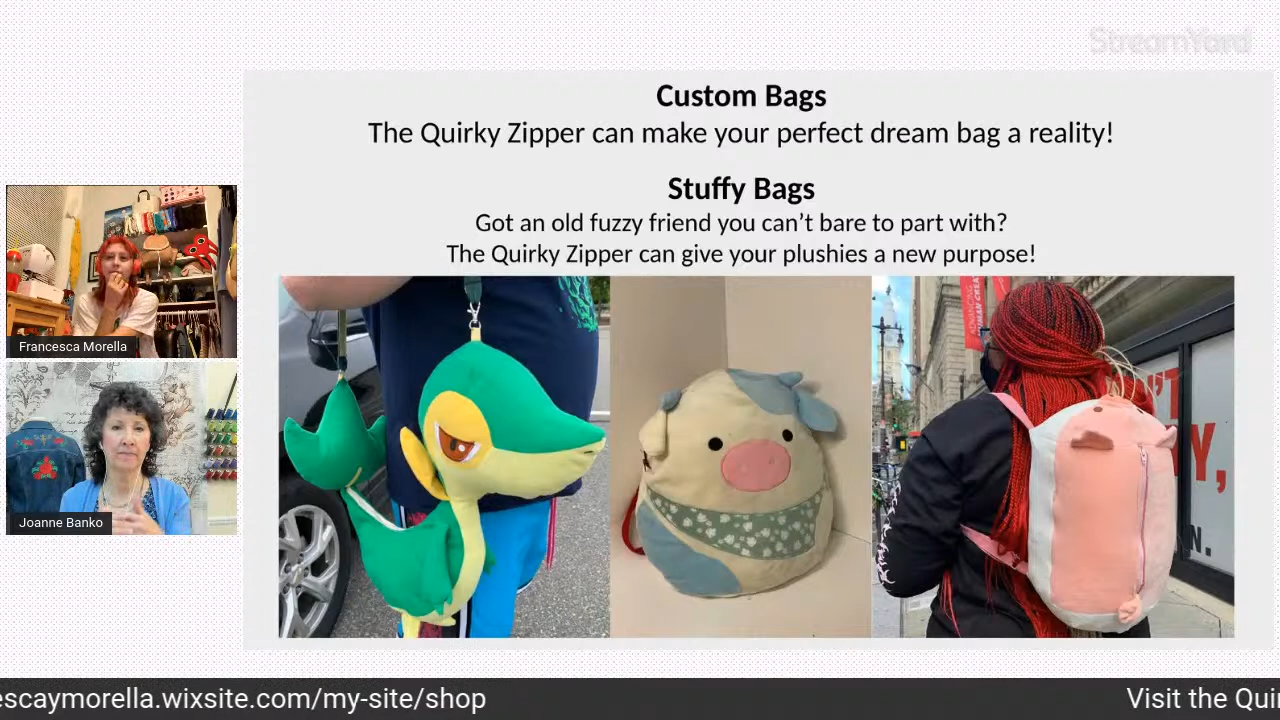 StreamYard
Custom Bags
The Quirky Zipper can make your perfect dream bag a reality!
Stuffy Bags
Got an old fuzzy friend you can’t bare to part with?
The Quirky Zipper can give your plushies a new purpose!
Francesca Morella
Joanne Banko
escaymorella.wixsite.com/my-site/shop
Visit the Qui